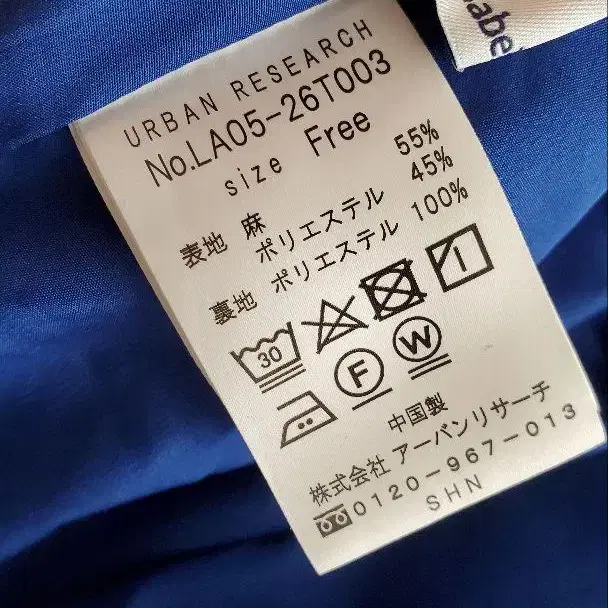 abel
URBAN RESEARCH
No.LA05-26T003
size Free
表地 麻 55%
ポリエステル 45%
裏地 ポリエステル 100%
30
F W
中国製
株式会社 アーバンリサーチ
0120-967-013
SHN